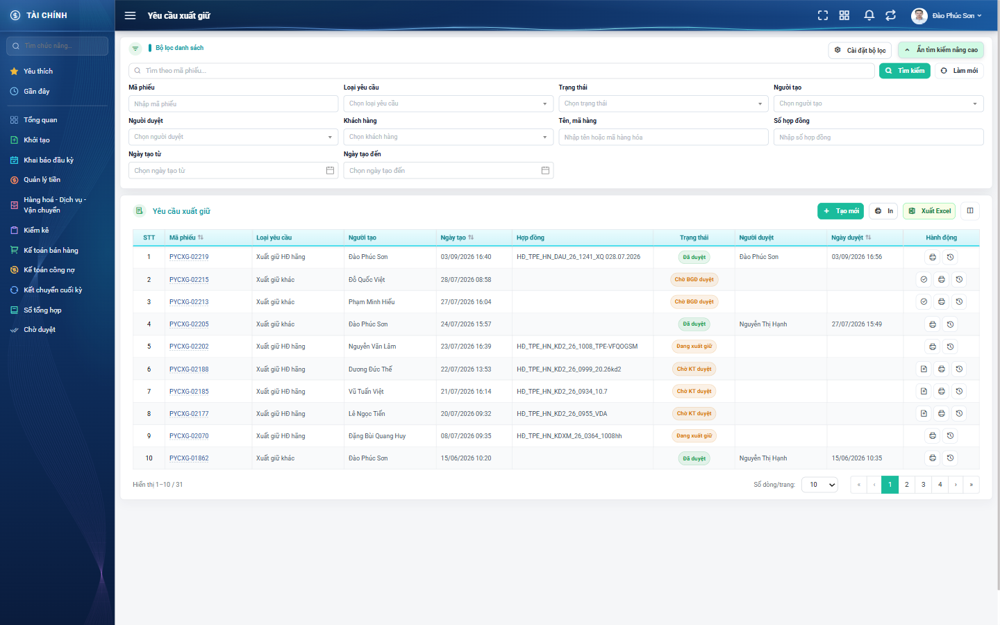 TÀI CHÍNH
Yêu cầu xuất giữ
Đào Phúc Sơn
Tìm chức năng...
Yêu thích
Gần đây
Tổng quan
Khởi tạo
Khai báo đầu kỳ
Quản lý tiền
Hàng hoá - Dịch vụ -
Vận chuyển
Kiểm kê
Kế toán bán hàng
Kế toán công nợ
Kết chuyển cuối kỳ
Sổ tổng hợp
Chờ duyệt
Bộ lọc danh sách
Cài đặt bộ lọc
Ẩn tìm kiếm nâng cao
Tìm theo mã phiếu...
Tìm kiếm
Làm mới
Mã phiếu Loại yêu cầu Trạng thái Người tạo
Nhập mã phiếu Chọn loại yêu cầu Chọn trạng thái Chọn người tạo
Người duyệt Khách hàng Tên, mã hàng Số hợp đồng
Chọn người duyệt Chọn khách hàng Nhập tên hoặc mã hàng hóa Nhập số hợp đồng
Ngày tạo từ Ngày tạo đến
Chọn ngày tạo từ Chọn ngày tạo đến
Yêu cầu xuất giữ
Tạo mới In Xuất Excel
STT Mã phiếu Loại yêu cầu Người tạo Ngày tạo Hợp đồng Trạng thái Người duyệt Ngày duyệt Hành động
1 PYCXG-02219 Xuất giữ HĐ hãng Đào Phúc Sơn 03/09/2026 16:40 HĐ_TPE_HN_DAU_26_1241_XQ 028.07.2026 Đã duyệt Đào Phúc Sơn 03/09/2026 16:56
2 PYCXG-02215 Xuất giữ khác Đỗ Quốc Việt 28/07/2026 08:58 Chờ BGĐ duyệt
3 PYCXG-02213 Xuất giữ khác Phạm Minh Hiếu 27/07/2026 16:04 Chờ BGĐ duyệt
4 PYCXG-02205 Xuất giữ khác Đào Phúc Sơn 24/07/2026 15:57 Đã duyệt Nguyễn Thị Hạnh 27/07/2026 15:49
5 PYCXG-02202 Xuất giữ HĐ hãng Nguyễn Văn Lâm 23/07/2026 16:39 HĐ_TPE_HN_KD2_26_1008_TPE-VFQOGSM Đang xuất giữ
6 PYCXG-02188 Xuất giữ HĐ hãng Dương Đức Thế 22/07/2026 13:53 HĐ_TPE_HN_KD2_26_0999_20.26kd2 Chờ KT duyệt
7 PYCXG-02185 Xuất giữ HĐ hãng Vũ Tuấn Việt 21/07/2026 16:14 HĐ_TPE_HN_KD2_26_0934_10.7 Chờ KT duyệt
8 PYCXG-02177 Xuất giữ HĐ hãng Lê Ngọc Tiến 20/07/2026 09:32 HĐ_TPE_HN_KD2_26_0955_VDA Chờ KT duyệt
9 PYCXG-02070 Xuất giữ HĐ hãng Đặng Bùi Quang Huy 08/07/2026 09:35 HĐ_TPE_HN_KDXM_26_0364_1008hh Đang xuất giữ
10 PYCXG-01862 Xuất giữ khác Đào Phúc Sơn 15/06/2026 10:20 Đã duyệt Nguyễn Thị Hạnh 15/06/2026 10:35
Hiển thị 1–10 / 31
Số dòng/trang: 10 « ‹ 1 2 3 4 › »